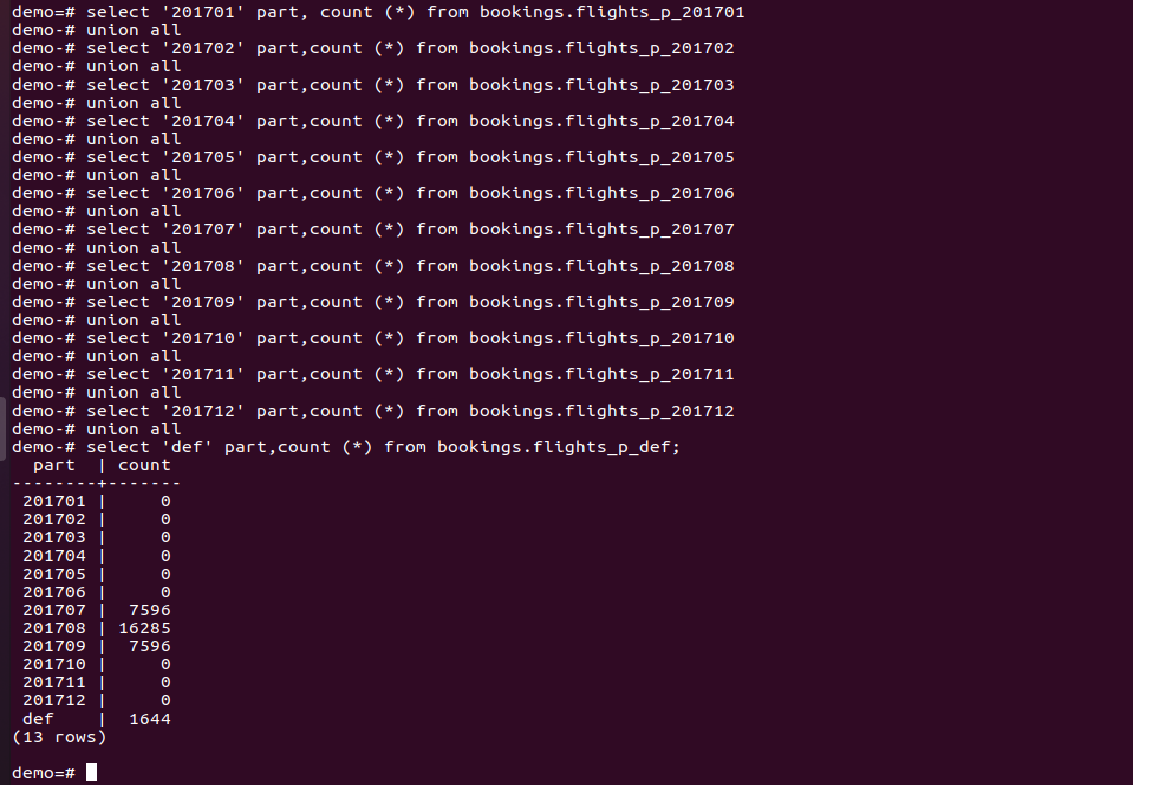 demo=# select '201701' part, count (*) from bookings.flights_p_201701
demo-# union all
demo-# select '201702' part,count (*) from bookings.flights_p_201702
demo-# union all
demo-# select '201703' part,count (*) from bookings.flights_p_201703
demo-# union all
demo-# select '201704' part,count (*) from bookings.flights_p_201704
demo-# union all
demo-# select '201705' part,count (*) from bookings.flights_p_201705
demo-# union all
demo-# select '201706' part,count (*) from bookings.flights_p_201706
demo-# union all
demo-# select '201707' part,count (*) from bookings.flights_p_201707
demo-# union all
demo-# select '201708' part,count (*) from bookings.flights_p_201708
demo-# union all
demo-# select '201709' part,count (*) from bookings.flights_p_201709
demo-# union all
demo-# select '201710' part,count (*) from bookings.flights_p_201710
demo-# union all
demo-# select '201711' part,count (*) from bookings.flights_p_201711
demo-# union all
demo-# select '201712' part,count (*) from bookings.flights_p_201712
demo-# union all
demo-# select 'def' part,count (*) from bookings.flights_p_def;
  part  | count
--------+-------
 201701 |     0
 201702 |     0
 201703 |     0
 201704 |     0
 201705 |     0
 201706 |     0
 201707 |  7596
 201708 | 16285
 201709 |  7596
 201710 |     0
 201711 |     0
 201712 |     0
 def    |  1644
(13 rows)
demo=#